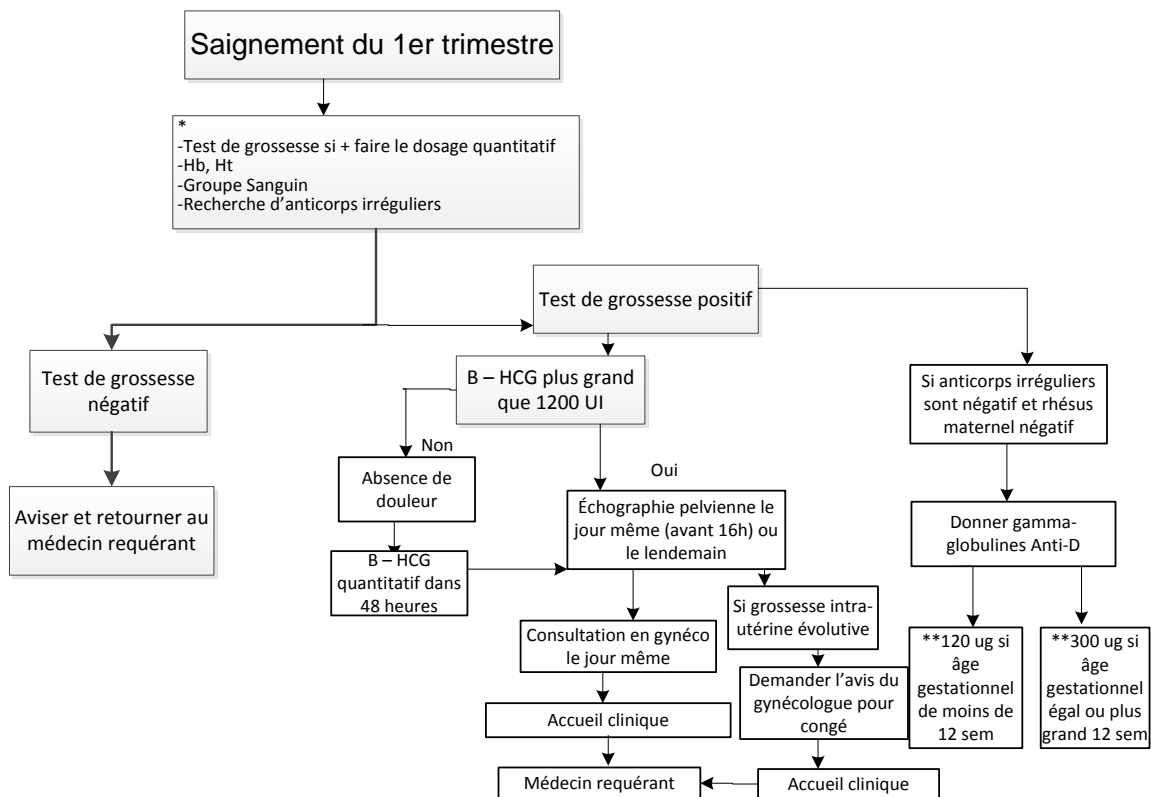 Saignement du 1er trimestre
*
-Test de grossesse si + faire le dosage quantitatif
-Hb, Ht
-Groupe Sanguin
-Recherche d'anticorps irréguliers
Test de grossesse positif
Test de grossesse
négatif
B – HCG plus grand
que 1200 UI
Si anticorps irréguliers
sont négatif et rhésus
maternel négatif
Non
Oui
Absence de
douleur
Aviser et retourner au
médecin requérant
Échographie pelvienne le
jour même (avant 16h) ou
le lendemain
Donner gamma-
globulines Anti-D
B – HCG
quantitatif dans
48 heures
Si grossesse intra-
utérine évolutive
Consultation en gynéco
le jour même
**120 ug si
âge
gestationnel
de moins de
12 sem
**300 ug si
âge
gestationnel
égal ou plus
grand 12 sem
Demander l'avis du
gynécologue pour
congé
Accueil clinique
Médecin requérant
Accueil clinique